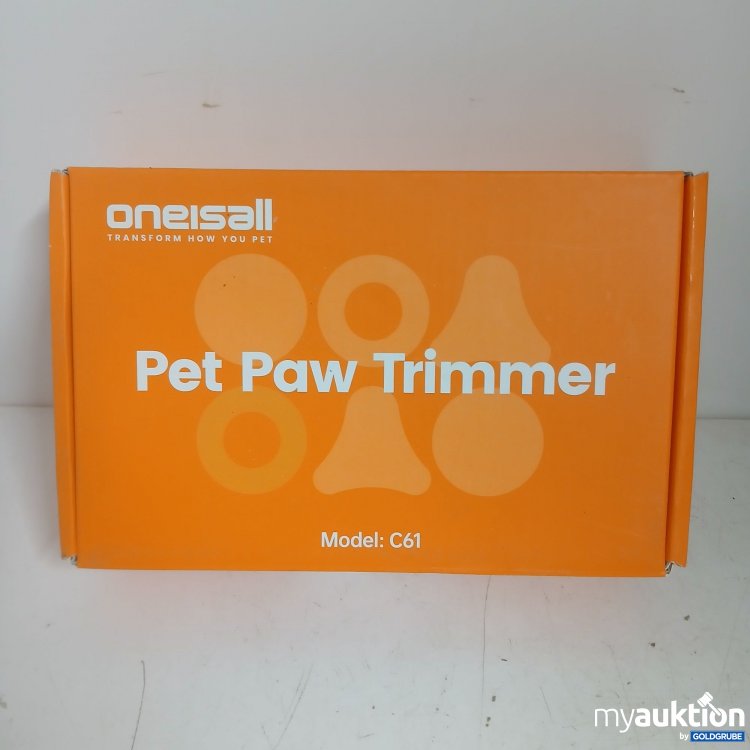 oneisall
TRANSFORM HOW YOU PET
Pet Paw Trimmer
Model: C61
myauktion
by GOLDGRUBE